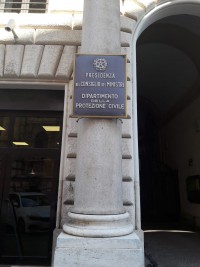 PRESIDENZA
DEL CONSIGLIO DEI MINISTRI
DIPARTIMENTO
DELLA
PROTEZIONE CIVILE